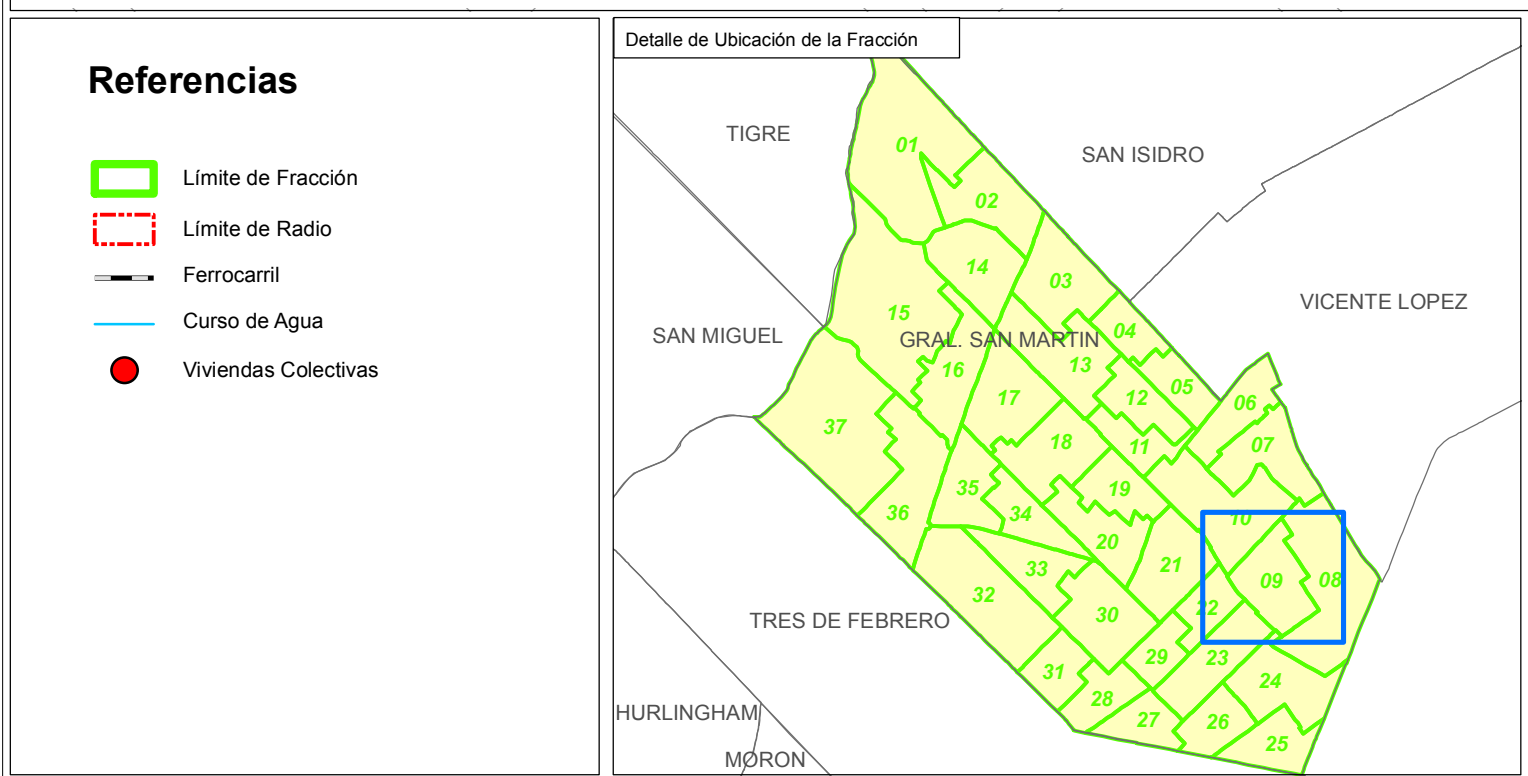 Referencias
Límite de Fracción
Límite de Radio
Ferrocarril
Curso de Agua
Viviendas Colectivas
Detalle de Ubicación de la Fracción
TIGRE
SAN ISIDRO
01
02
14
03
15
VICENTE LOPEZ
SAN MIGUEL
GRAL. SAN MARTIN
04
13
16
05
12
17
06
37
11
07
18
35
19
36
34
10
20
21
33
09
08
32
22
30
TRES DE FEBRERO
29
23
31
24
28
HURLINGHAM
27
26
25
MORON